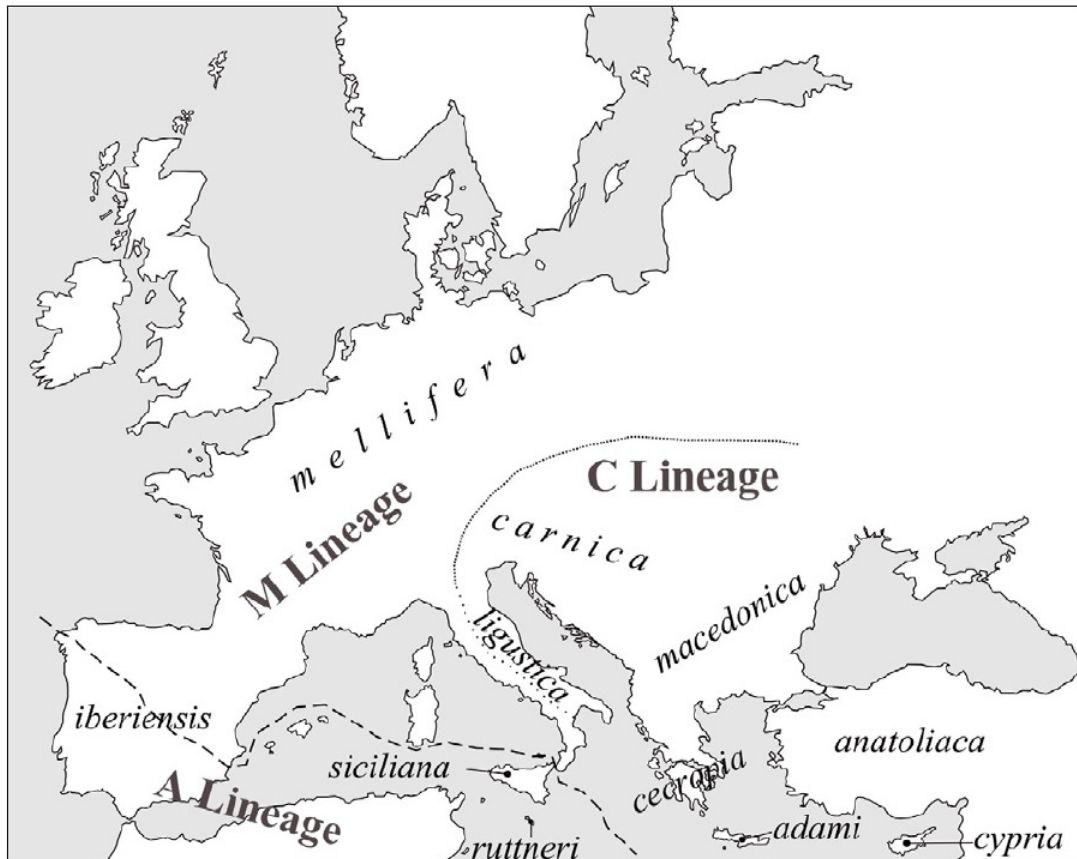 mellifera
C Lineage
M Lineage
carnica
macedonica
ligustica
iberiensis
anatoliaca
siciliana
cecropia
A Lineage
adami
cypria
ruttneri